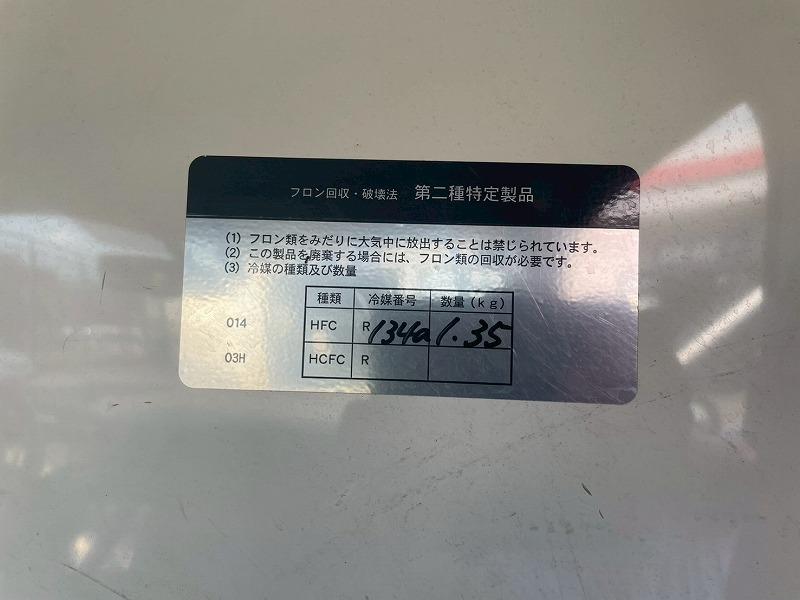 フロン回収・破壊法 第二種特定製品
(1) フロン類をみだりに大気中に放出することは禁じられています。
(2) この製品を廃棄する場合には、フロン類の回収が必要です。
(3) 冷媒の種類及び数量
種類 冷媒番号 数量(kg)
014 HFC R134a 1.35
03H HCFC R